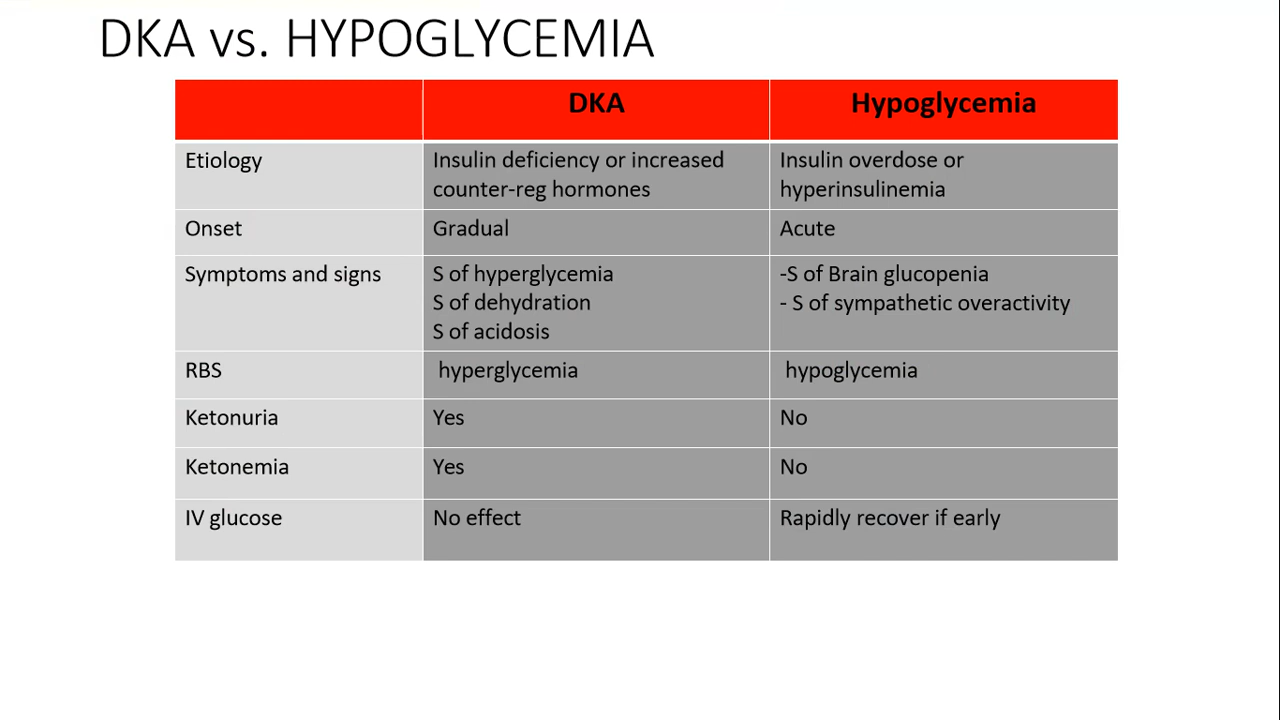 DKA vs. HYPOGLYCEMIA
DKA Hypoglycemia
Etiology Insulin deficiency or increased Insulin overdose or
counter-reg hormones hyperinsulinemia
Onset Gradual Acute
Symptoms and signs S of hyperglycemia -S of Brain glucopenia
S of dehydration - S of sympathetic overactivity
S of acidosis
RBS hyperglycemia hypoglycemia
Ketonuria Yes No
Ketonemia Yes No
IV glucose No effect Rapidly recover if early